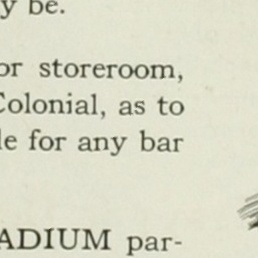 y be.
or storeroom,
Colonial, as to
le for any bar
ADIUM par-